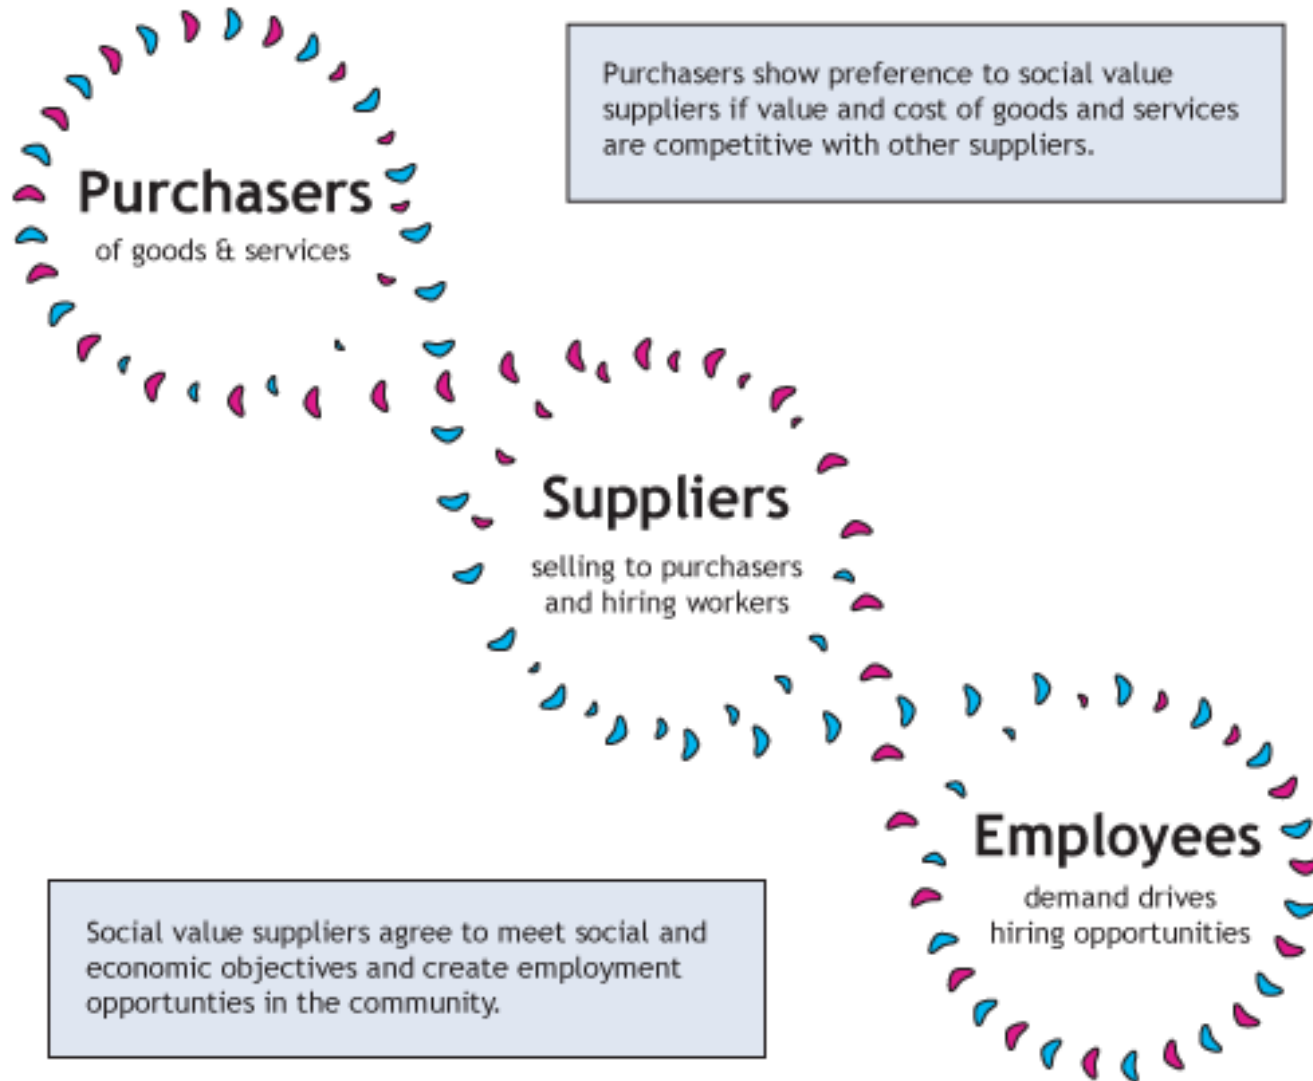 Purchasers show preference to social value
suppliers if value and cost of goods and services
are competitive with other suppliers.
Purchasers
of goods & services
Suppliers
selling to purchasers
and hiring workers
Employees
demand drives
hiring opportunities
Social value suppliers agree to meet social and
economic objectives and create employment
opportunties in the community.